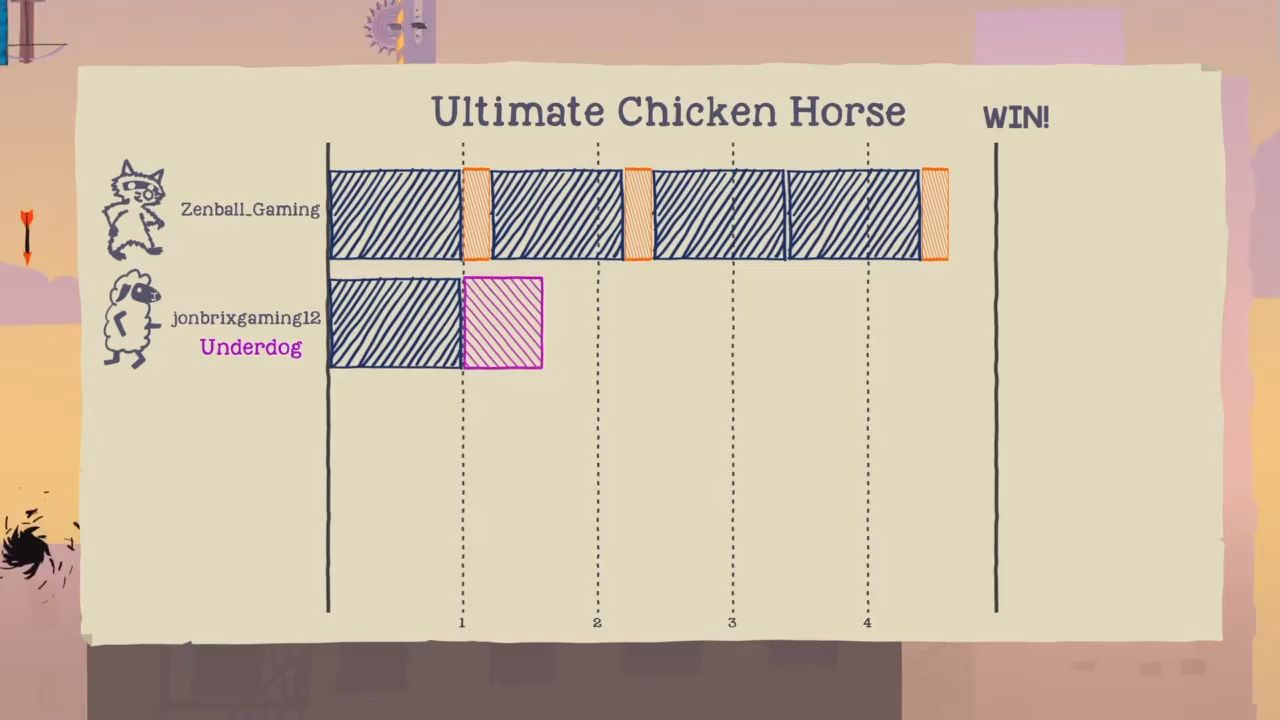 Ultimate Chicken Horse
WIN!
Zenball_Gaming
jonbrixgaming12
Underdog
1 2 3 4